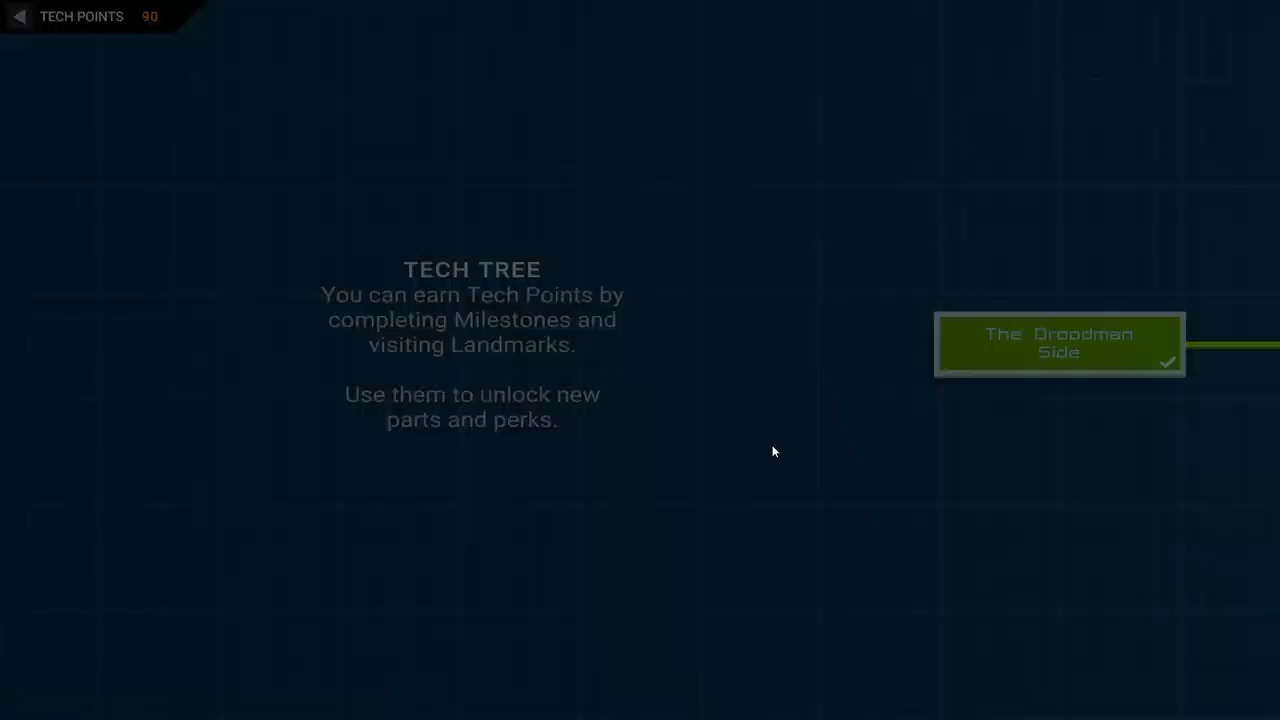 TECH POINTS 90
TECH TREE
You can earn Tech Points by
completing Milestones and
visiting Landmarks.
Use them to unlock new
parts and perks.
The Droodman
Side